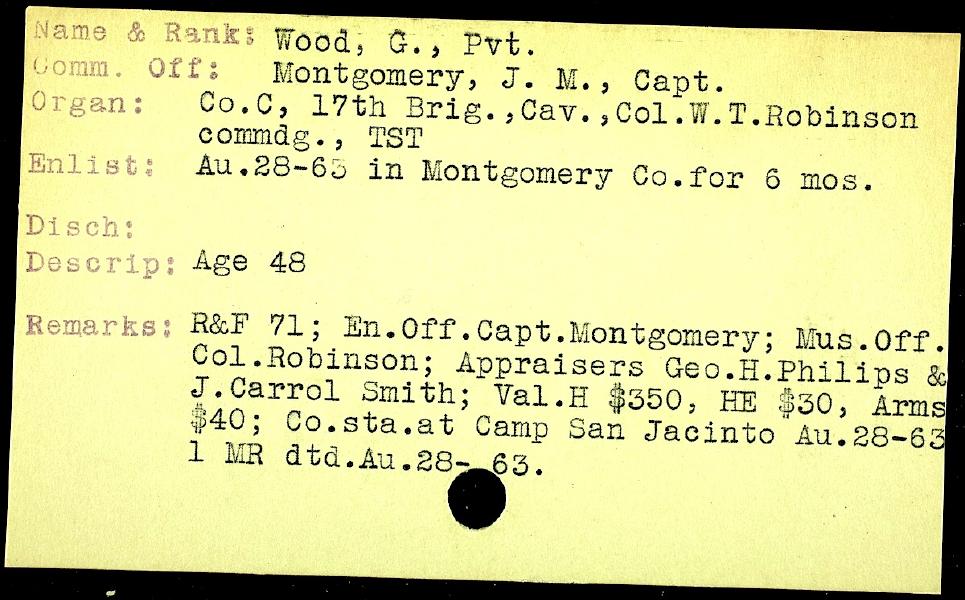 Name & Rank: Wood, G., Pvt.
Comm. Off: Montgomery, J. M., Capt.
Organ: Co.C, 17th Brig.,Cav.,Col.W.T.Robinson
commdg., TST
Enlist: Au.28-63 in Montgomery Co.for 6 mos.
Disch:
Descrip: Age 48
Remarks: R&F 71; En.Off.Capt.Montgomery; Mus.Off.
Col.Robinson; Appraisers Geo.H.Philips &
J.Carrol Smith; Val.H $350, HE $30, Arms
$40; Co.sta.at Camp San Jacinto Au.28-63
1 MR dtd.Au.28- 63.